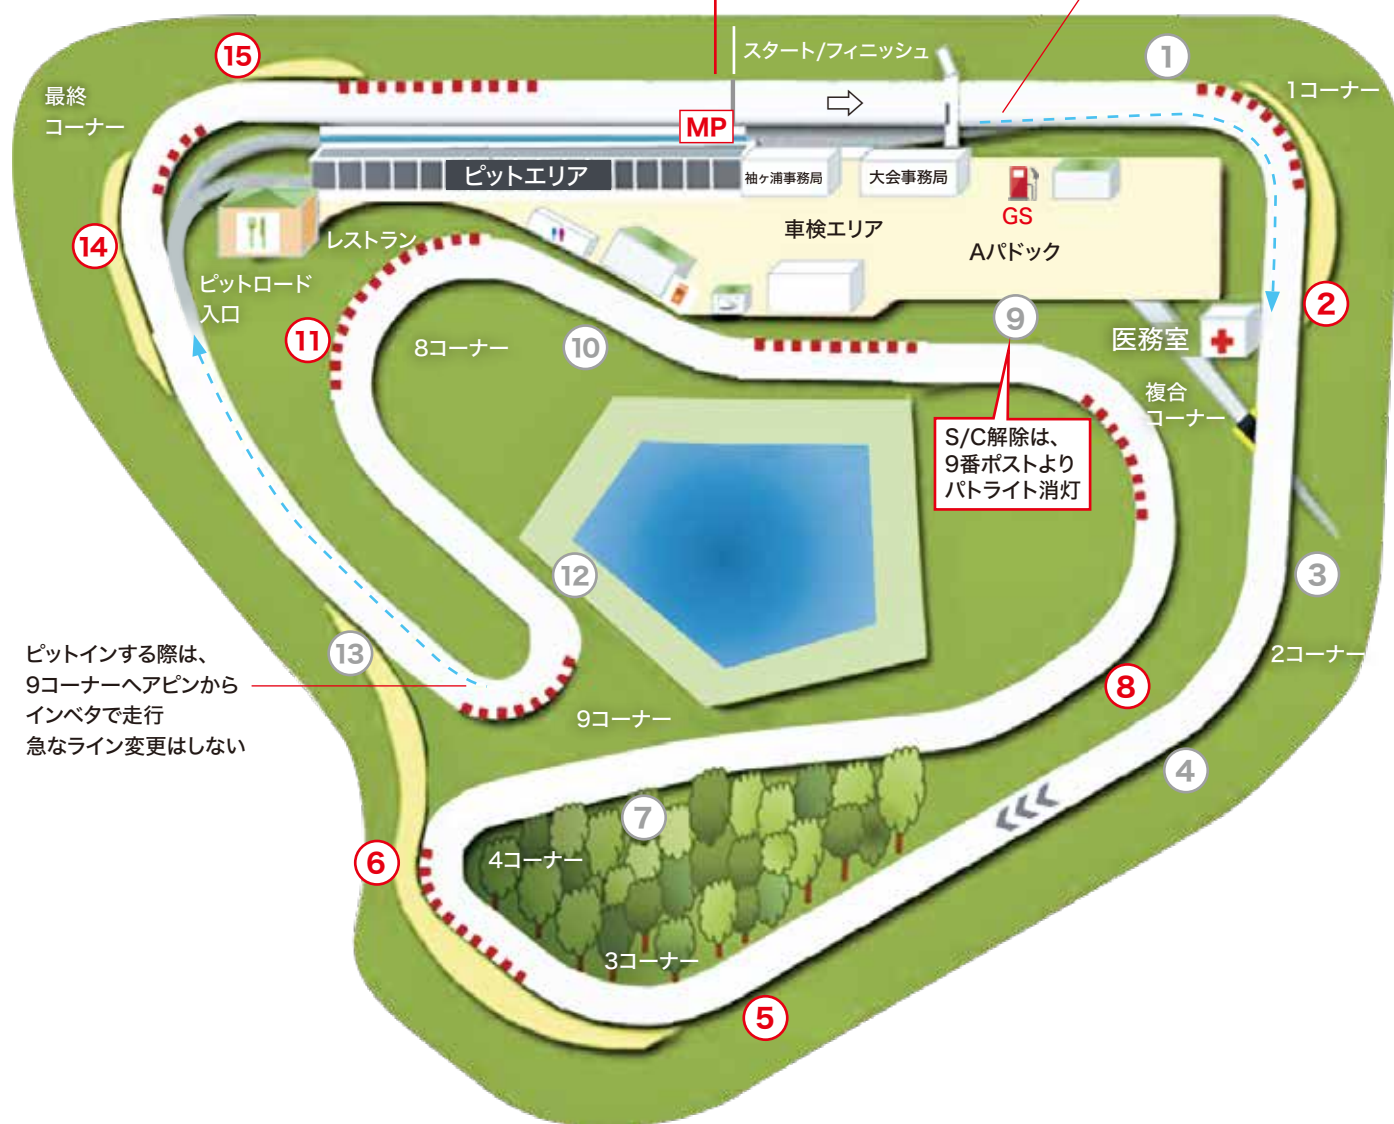 15
スタート/フィニッシュ
1
最終
コーナー
1コーナー
MP
ピットエリア
袖ヶ浦事務局
大会事務局
GS
車検エリア
Aパドック
14
レストラン
ピットロード
入口
11
8コーナー
10
9
2
医務室
複合
コーナー
S/C解除は、
9番ポストより
パトライト消灯
12
3
13
2コーナー
ピットインする際は、
9コーナーヘアピンから
インベタで走行
急なライン変更はしない
8
9コーナー
4
7
6
4コーナー
3コーナー
5